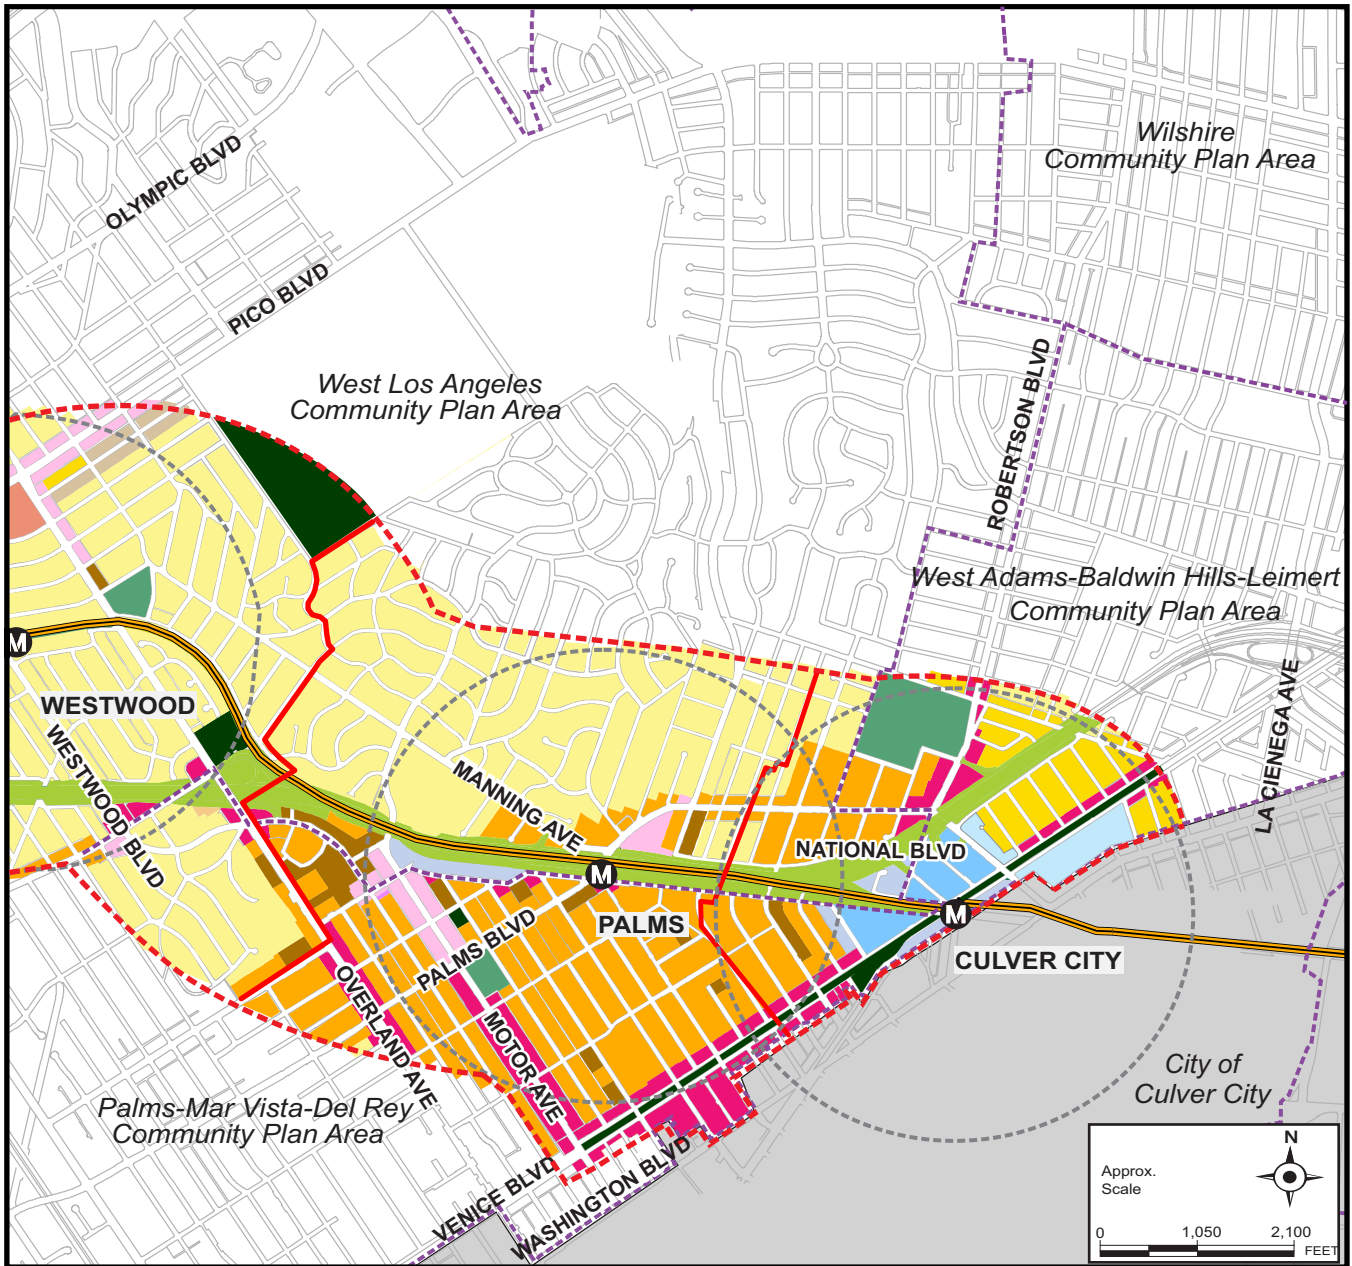 Wilshire
Community Plan Area
OLYMPIC BLVD
PICO BLVD
West Los Angeles
Community Plan Area
ROBERTSON BLVD
West Adams-Baldwin Hills-Leimert
Community Plan Area
M
WESTWOOD
LA CIENEGA AVE
WESTWOOD BLVD
MANNING AVE
NATIONAL BLVD
M
M
PALMS
PALMS BLVD
CULVER CITY
OVERLAND AVE
MOTOR AVE
City of
Culver City
Palms-Mar Vista-Del Rey
Community Plan Area
VENICE BLVD
WASHINGTON BLVD
N
Approx.
Scale
0 1,050 2,100
FEET